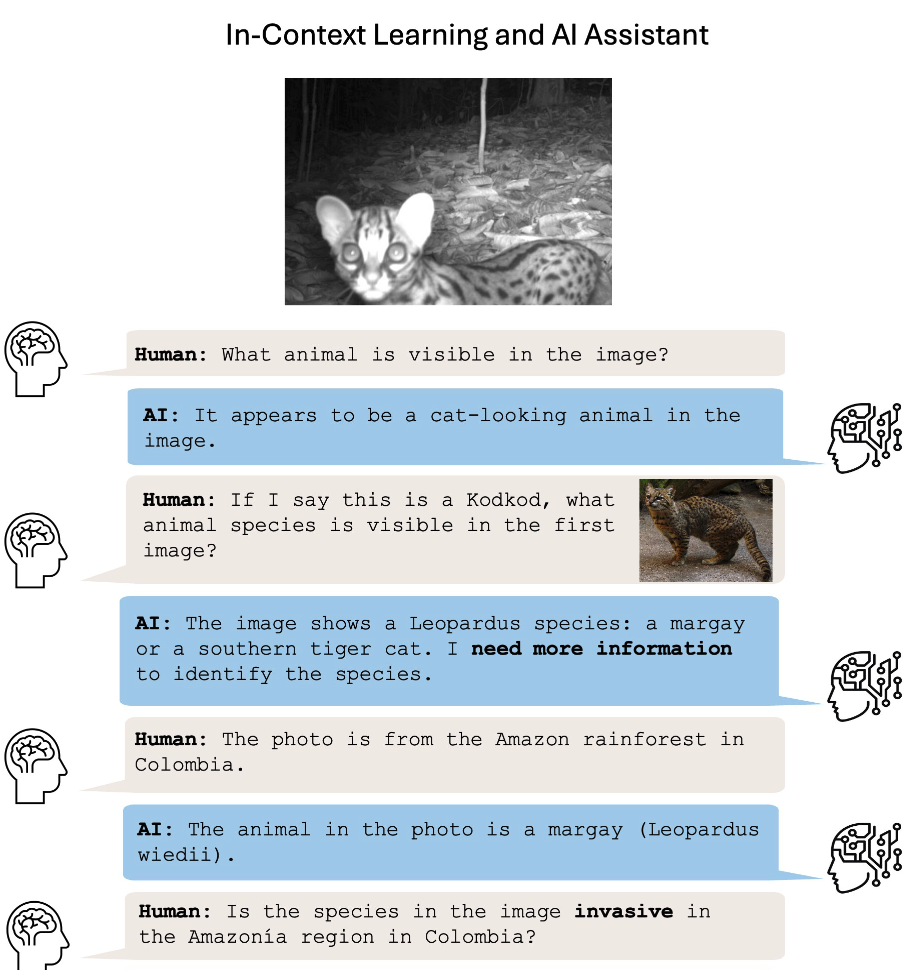 In-Context Learning and AI Assistant
Human: What animal is visible in the image?
AI: It appears to be a cat-looking animal in the
image.
Human: If I say this is a Kodkod, what
animal species is visible in the first
image?
AI: The image shows a Leopardus species: a margay
or a southern tiger cat. I need more information
to identify the species.
Human: The photo is from the Amazon rainforest in
Colombia.
AI: The animal in the photo is a margay (Leopardus
wiedii).
Human: Is the species in the image invasive in
the Amazonía region in Colombia?